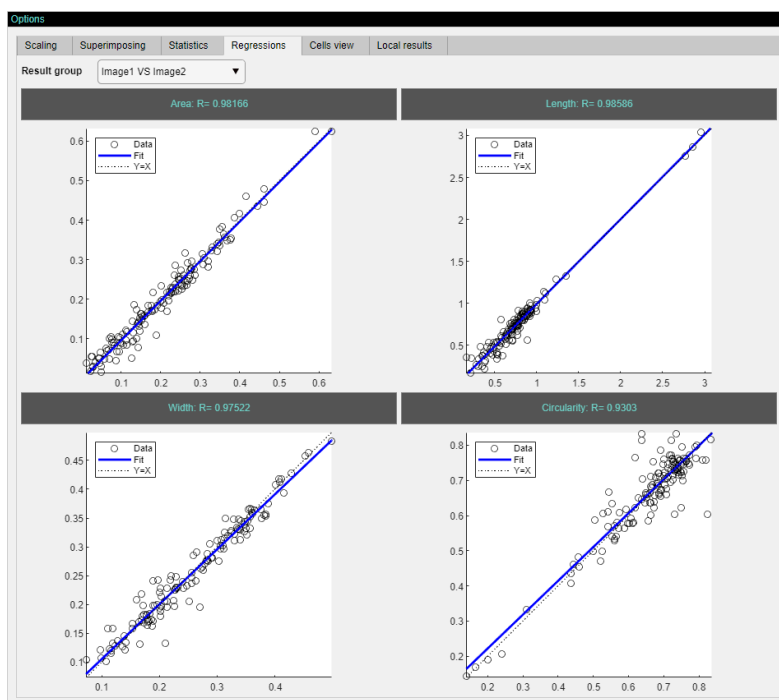 Options
Scaling Superimposing Statistics Regressions Cells view Local results
Result group Image1 VS Image2
Area: R= 0.98166 Length: R= 0.98586
Data
Fit
Y=X
0.6
0.5
0.4
0.3
0.2
0.1
0.1 0.2 0.3 0.4 0.5 0.6
Data
Fit
Y=X
3
2.5
2
1.5
1
0.5
0.5 1 1.5 2 2.5 3
Width: R= 0.97522 Circularity: R= 0.9303
Data
Fit
Y=X
0.45
0.4
0.35
0.3
0.25
0.2
0.15
0.1
0.1 0.2 0.3 0.4
Data
Fit
Y=X
0.8
0.7
0.6
0.5
0.4
0.3
0.2
0.2 0.3 0.4 0.5 0.6 0.7 0.8